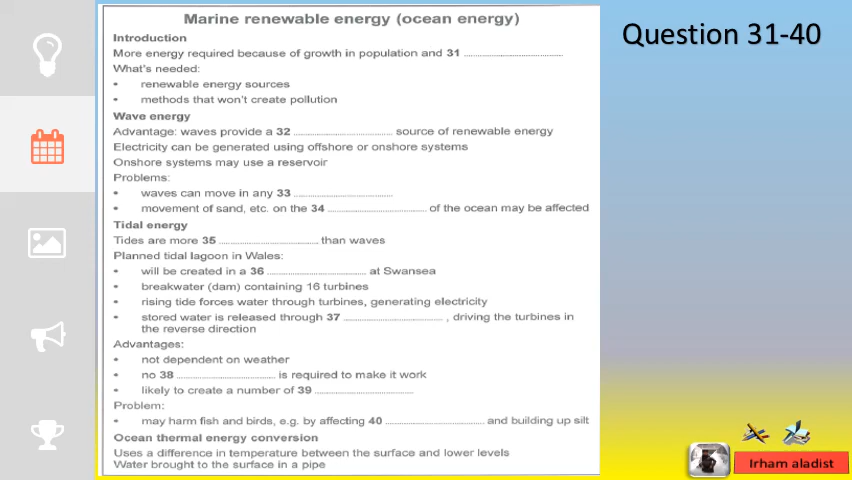 Marine renewable energy (ocean energy)
Question 31-40
Introduction
More energy required because of growth in population and 31 ........................................
What's needed:
• renewable energy sources
• methods that won't create pollution
Wave energy
Advantage: waves provide a 32 ........................................ source of renewable energy
Electricity can be generated using offshore or onshore systems
Onshore systems may use a reservoir
Problems:
• waves can move in any 33 ........................................
• movement of sand, etc. on the 34 ........................................ of the ocean may be affected
Tidal energy
Tides are more 35 ........................................ than waves
Planned tidal lagoon in Wales:
• will be created in a 36 ........................................ at Swansea
• breakwater (dam) containing 16 turbines
• rising tide forces water through turbines, generating electricity
• stored water is released through 37 ........................................ , driving the turbines in
the reverse direction
Advantages:
• not dependent on weather
• no 38 ........................................ is required to make it work
• likely to create a number of 39 ........................................
Problem:
• may harm fish and birds, e.g. by affecting 40 ........................................ and building up silt
Ocean thermal energy conversion
Uses a difference in temperature between the surface and lower levels
Water brought to the surface in a pipe
Irham aladist